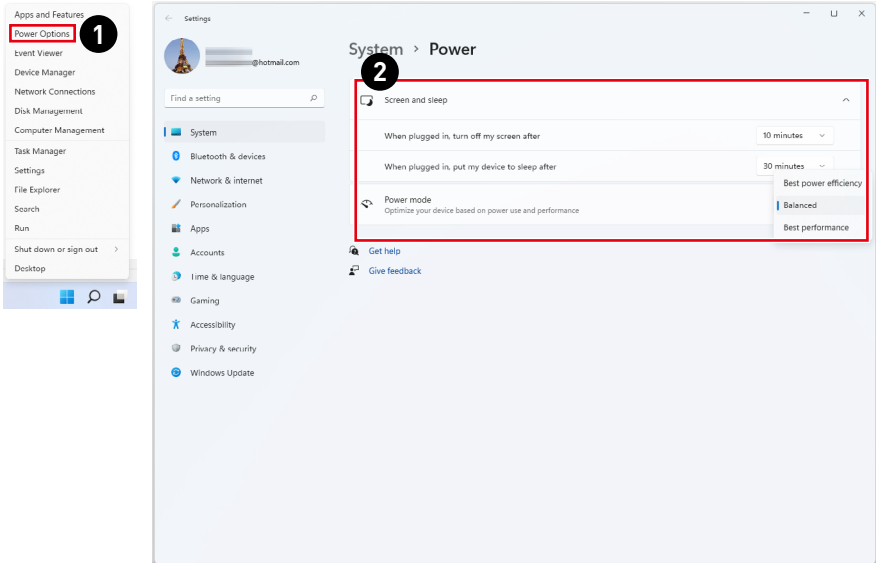 Apps and Features
Power Options
1
Event Viewer
Device Manager
Network Connections
Disk Management
Computer Management
Task Manager
Settings
File Explorer
Search
Run
Shut down or sign out
Desktop
Settings
@hotmail.com
Find a setting
System
Bluetooth & devices
Network & internet
Personalization
Apps
Accounts
Time & language
Gaming
Accessibility
Privacy & security
Windows Update
System > Power
2
Screen and sleep
When plugged in, turn off my screen after
10 minutes
When plugged in, put my device to sleep after
30 minutes
Power mode
Optimize your device based on power use and performance
Best power efficiency
Balanced
Best performance
Get help
Give feedback